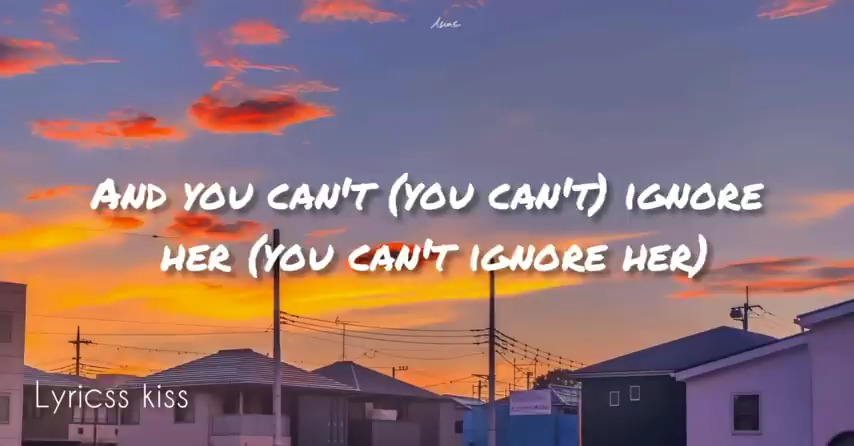 AND YOU CAN'T (YOU CAN'T) IGNORE
HER (YOU CAN'T IGNORE HER)
Lyricss kiss